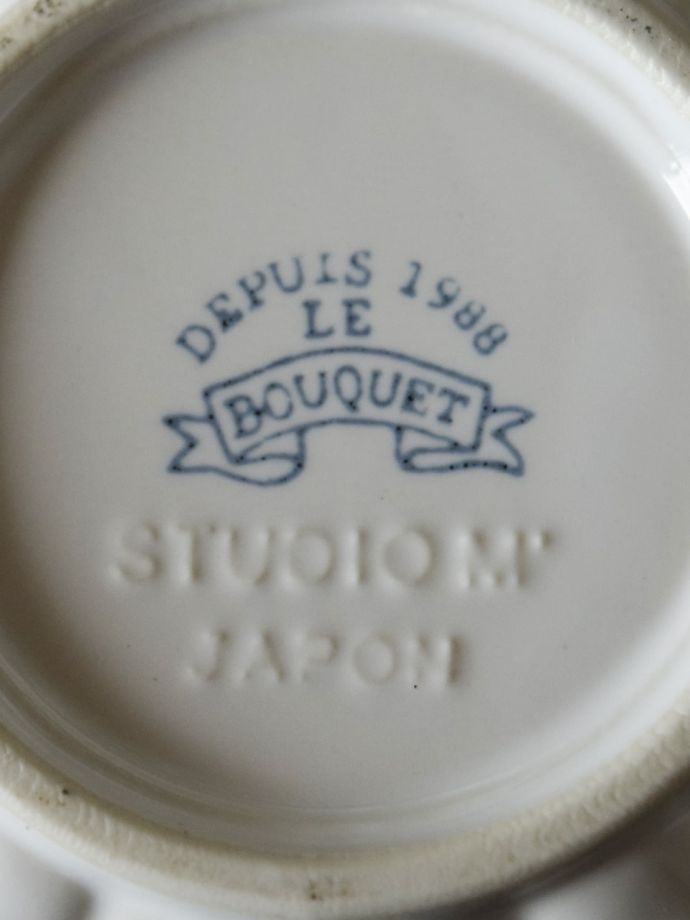 DEPUIS 1988
LE
BOUQUET
STUDIO M'
JAPON